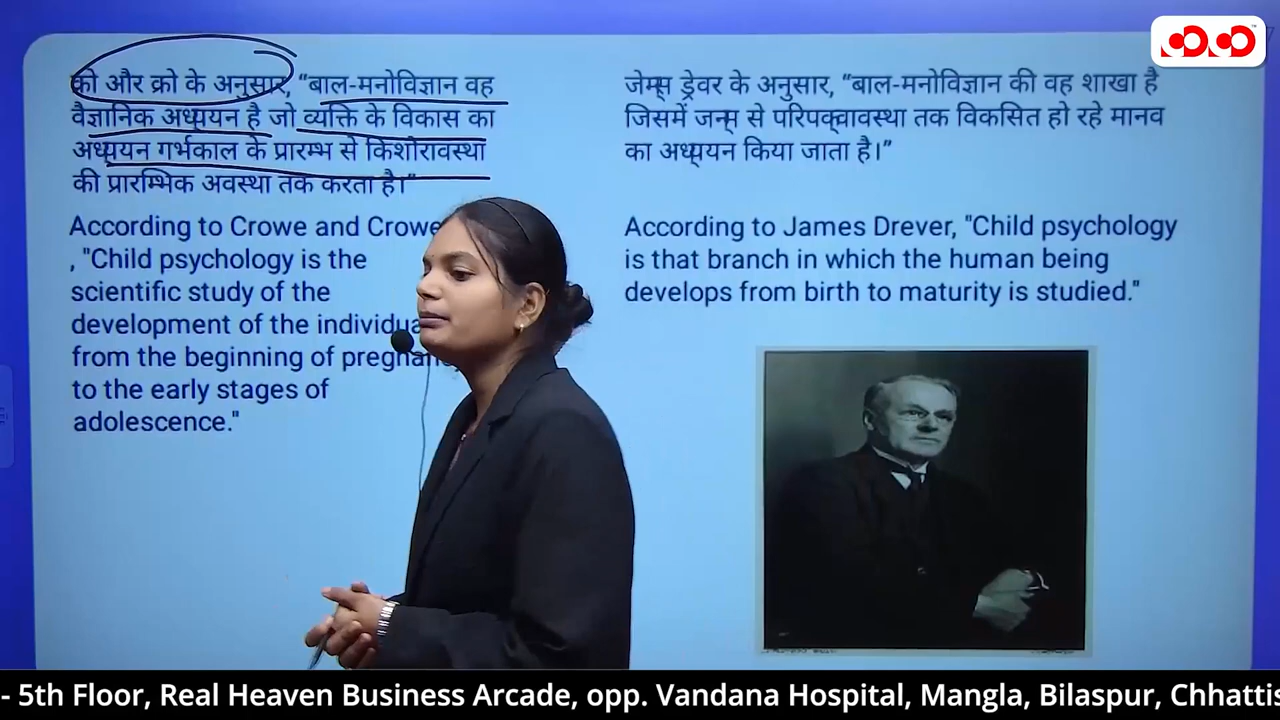 को और क्रो के अनुसार, “बाल-मनोविज्ञान वह
वैज्ञानिक अध्ययन है जो व्यक्ति के विकास का
अध्ययन गर्भकाल के प्रारम्भ से किशोरावस्था
की प्रारम्भिक अवस्था तक करता है।”
According to Crowe and Crowe
, "Child psychology is the
scientific study of the
development of the
from the beginning of
to the early stages of
adolescence."
जेम्स ड्रेवर के अनुसार, “बाल-मनोविज्ञान की वह शाखा है
जिसमें जन्म से परिपक्वावस्था तक विकसित हो रहे मानव
का अध्ययन किया जाता है।”
According to James Drever, "Child psychology
is that branch in which the human being
develops from birth to maturity is studied."
- 5th Floor, Real Heaven Business Arcade, opp. Vandana Hospital, Mangla, Bilaspur,